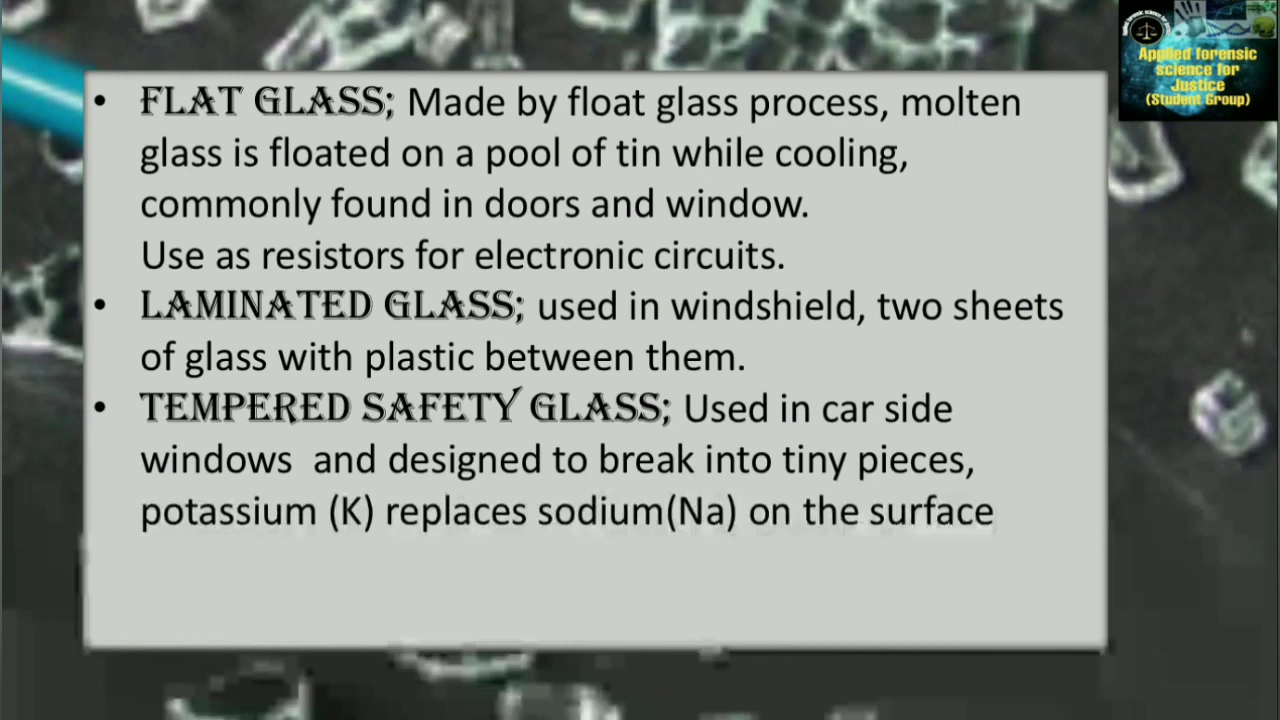 • FLAT GLASS; Made by float glass process, molten
glass is floated on a pool of tin while cooling,
commonly found in doors and window.
Use as resistors for electronic circuits.
• LAMINATED GLASS; used in windshield, two sheets
of glass with plastic between them.
• TEMPERED SAFETY GLASS; Used in car side
windows and designed to break into tiny pieces,
potassium (K) replaces sodium(Na) on the surface
Applied forensic
science for
Justice
(Student Group)